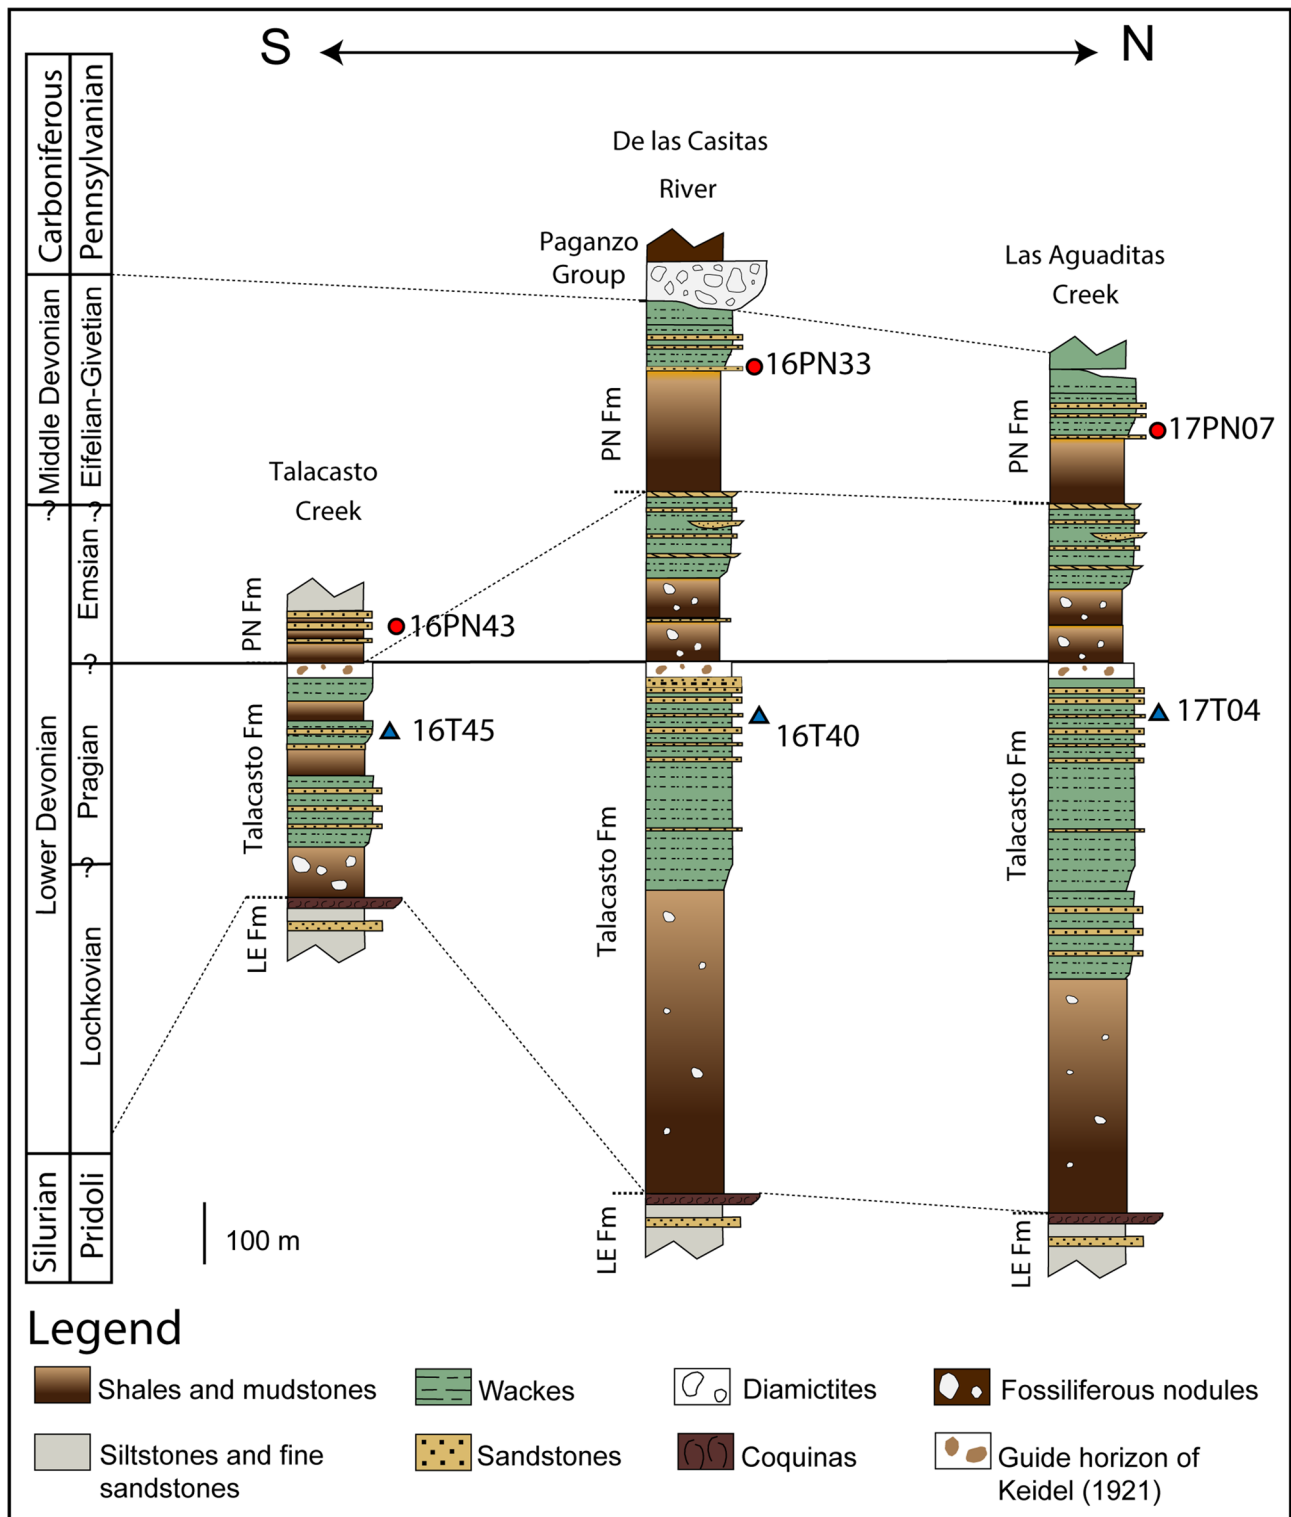 S
N
Carboniferous
Pennsylvanian
Middle Devonian
Eifelian-Givetian
Lower Devonian
?
?
Emsian
?
Pragian
?
Lochkovian
Silurian
Pridoli
De las Casitas
River
Paganzo
Group
Las Aguaditas
Creek
Talacasto
Creek
PN Fm
16PN43
Talacasto Fm
16T45
LE Fm
PN Fm
16PN33
16T40
Talacasto Fm
LE Fm
PN Fm
17PN07
17T04
Talacasto Fm
LE Fm
100 m
Legend
Shales and mudstones
Wackes
Diamictites
Fossiliferous nodules
Siltstones and fine
sandstones
Sandstones
Coquinas
Guide horizon of
Keidel (1921)